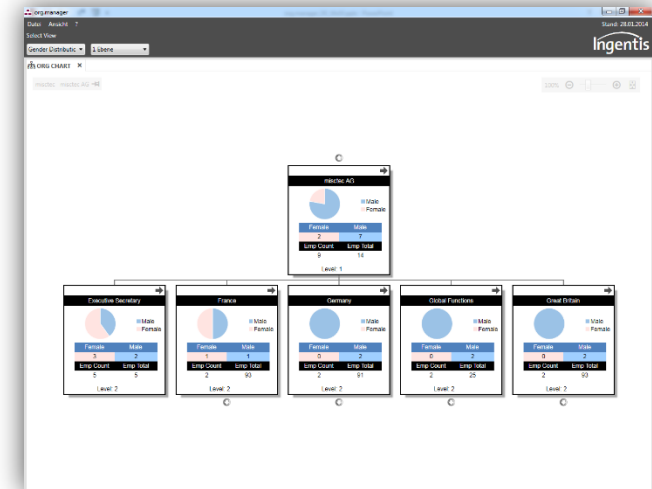 org.manager
Datei Ansicht ?
Stand: 28.01.2014
Select View
Ingentis
Gender Distributic 1 Ebene
ORG CHART
100%
misctec AG
Male
Female
Female Male
2 7
Emp Count Emp Total
9 14
Level: 1
Executive Secretary
Male
Female
Female Male
3 2
Emp Count Emp Total
5 5
Level: 2
France
Male
Female
Female Male
1 1
Emp Count Emp Total
2 93
Level: 2
Germany
Male
Female
Female Male
0 2
Emp Count Emp Total
2 91
Level: 2
Global Functions
Male
Female
Female Male
0 2
Emp Count Emp Total
2 25
Level: 2
Great Britain
Male
Female
Female Male
0 2
Emp Count Emp Total
2 93
Level: 2